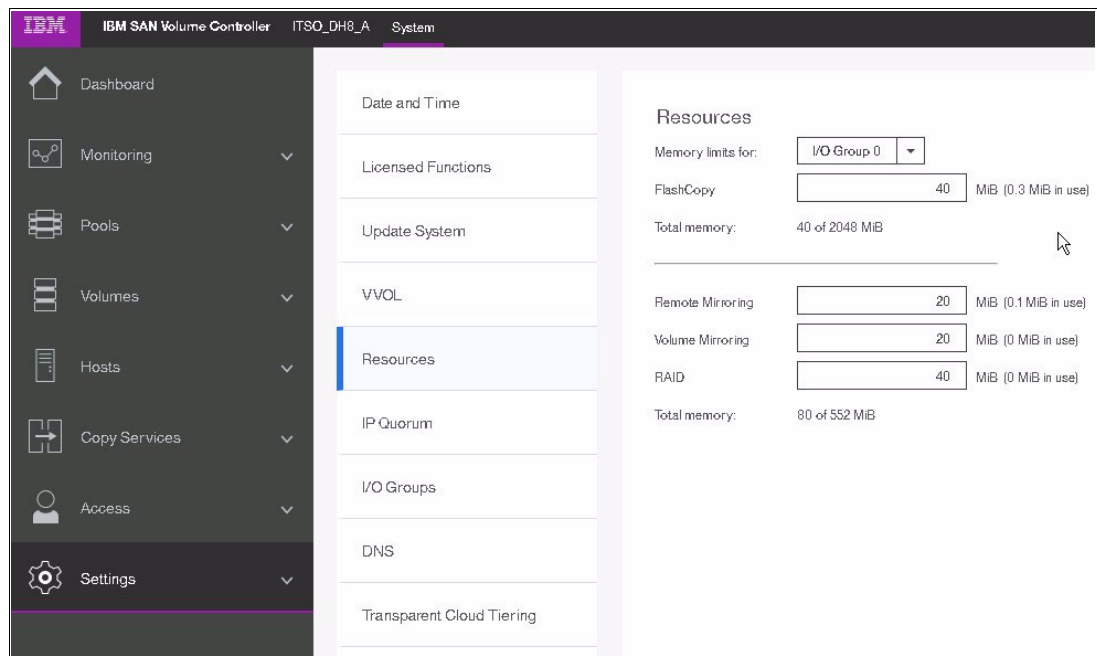 IBM IBM SAN Volume Controller ITSO_DH8_A System
Dashboard
Monitoring
Pools
Volumes
Hosts
Copy Services
Access
Settings
Date and Time
Licensed Functions
Update System
VVOL
Resources
IP Quorum
I/O Groups
DNS
Transparent Cloud Tiering
Resources
Memory limits for: I/O Group 0
FlashCopy 40 MiB (0.3 MiB in use)
Total memory: 40 of 2048 MiB
Remote Mirroring 20 MiB (0.1 MiB in use)
Volume Mirroring 20 MiB (0 MiB in use)
RAID 40 MiB (0 MiB in use)
Total memory: 80 of 552 MiB